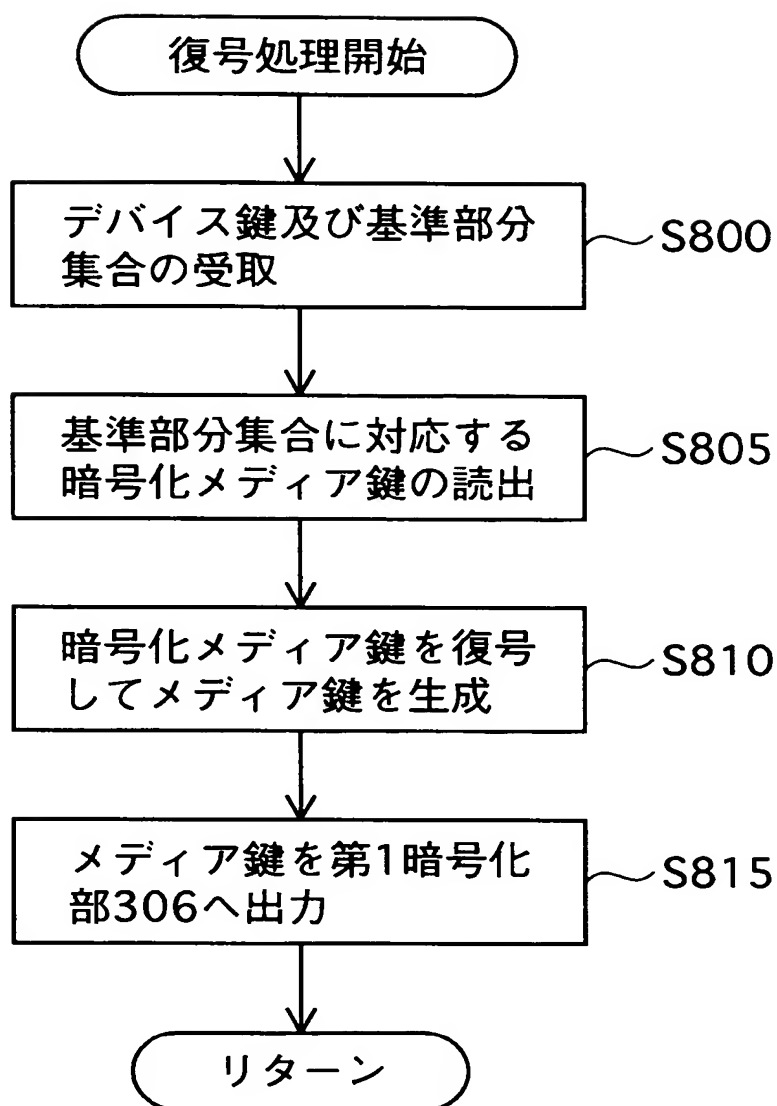 復号処理開始
デバイス鍵及び基準部分
集合の受取
S800
基準部分集合に対応する
暗号化メディア鍵の読出
S805
暗号化メディア鍵を復号
してメディア鍵を生成
S810
メディア鍵を第1暗号化
部306へ出力
S815
リターン